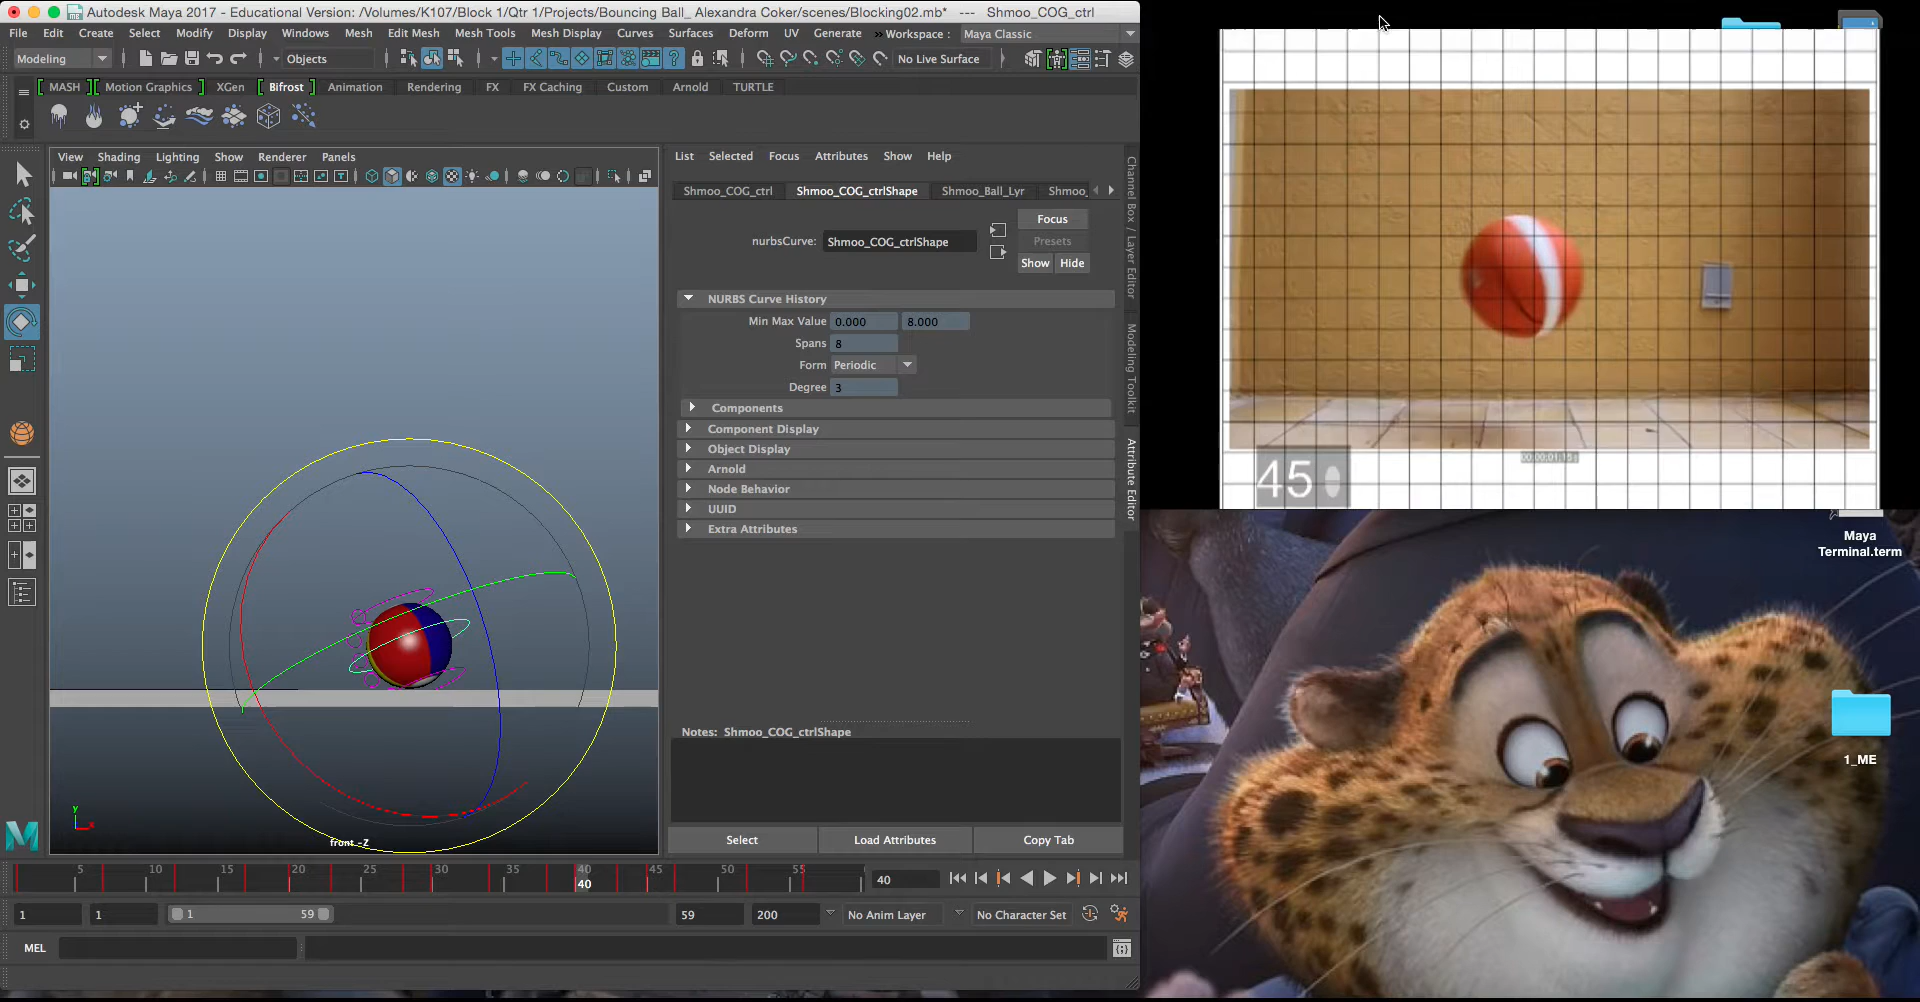 Autodesk Maya 2017 - Educational Version: /Volumes/K107/Block 1/Qtr 1/Projects/Bouncing Ball_ Alexandra Coker/scenes/Blocking02.mb* --- Shmoo_COG_ctrl
File Edit Create Select Modify Display Windows Mesh Edit Mesh Mesh Tools Mesh Display Curves Surfaces Deform UV Generate » Workspace : Maya Classic
Modeling Objects No Live Surface
MASH Motion Graphics XGen Bifrost Animation Rendering FX FX Caching Custom Arnold TURTLE
View Shading Lighting Show Renderer Panels
List Selected Focus Attributes Show Help
Shmoo_COG_ctrl Shmoo_COG_ctrlShape Shmoo_Ball_Lyr Shmoo_
Focus
nurbsCurve: Shmoo_COG_ctrlShape
Presets
Show Hide
NURBS Curve History
Min Max Value 0.000 8.000
Spans 8
Form Periodic
Degree 3
Components
Component Display
Object Display
Arnold
Node Behavior
UUID
Extra Attributes
Notes: Shmoo_COG_ctrlShape
Select Load Attributes Copy Tab
Channel Box / Layer Editor
Modeling Toolkit
Attribute Editor
y
x
front -Z
5 10 15 20 25 30 35 40 45 50 55
40
40
1 1 1 59 59 200 No Anim Layer No Character Set
MEL
45
Maya
Terminal.term
1_ME